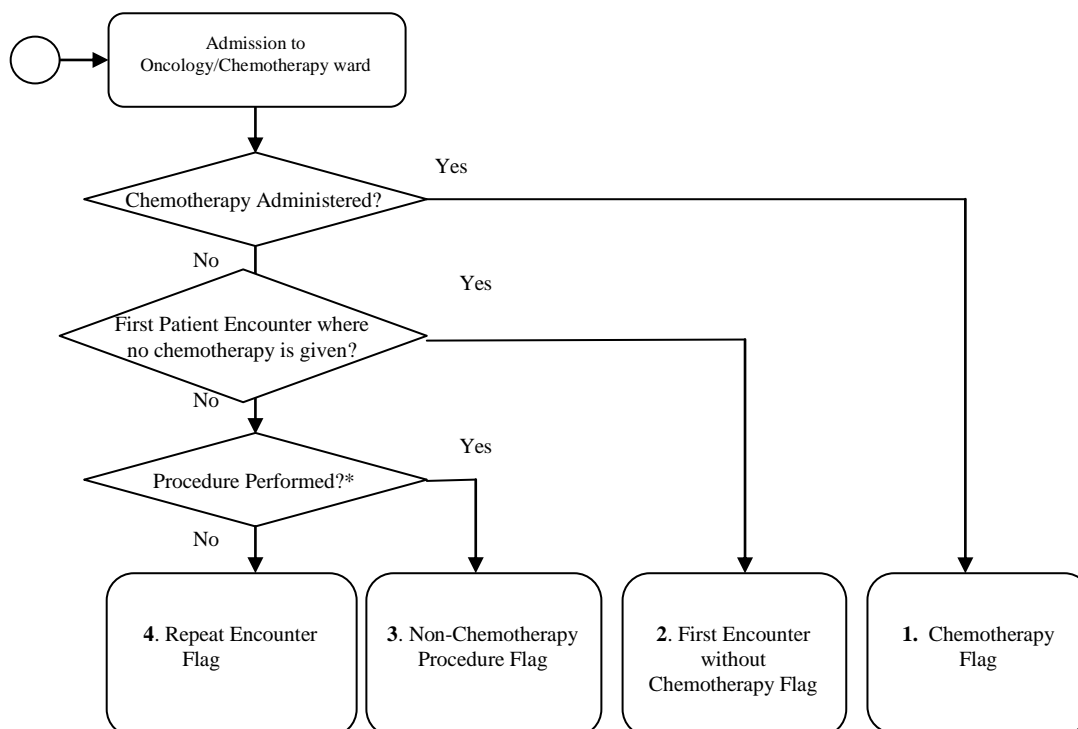 Admission to
Oncology/Chemotherapy ward
Yes
Chemotherapy Administered?
No
Yes
First Patient Encounter where
no chemotherapy is given?
No
Yes
Procedure Performed?*
No
4. Repeat Encounter
Flag
3. Non-Chemotherapy
Procedure Flag
2. First Encounter
without
Chemotherapy Flag
1. Chemotherapy
Flag